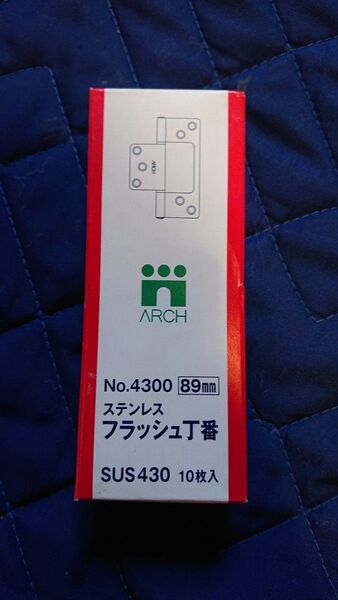 ARCH
ARCH
No.4300 89mm
ステンレス
フラッシュ丁番
SUS430 10枚入